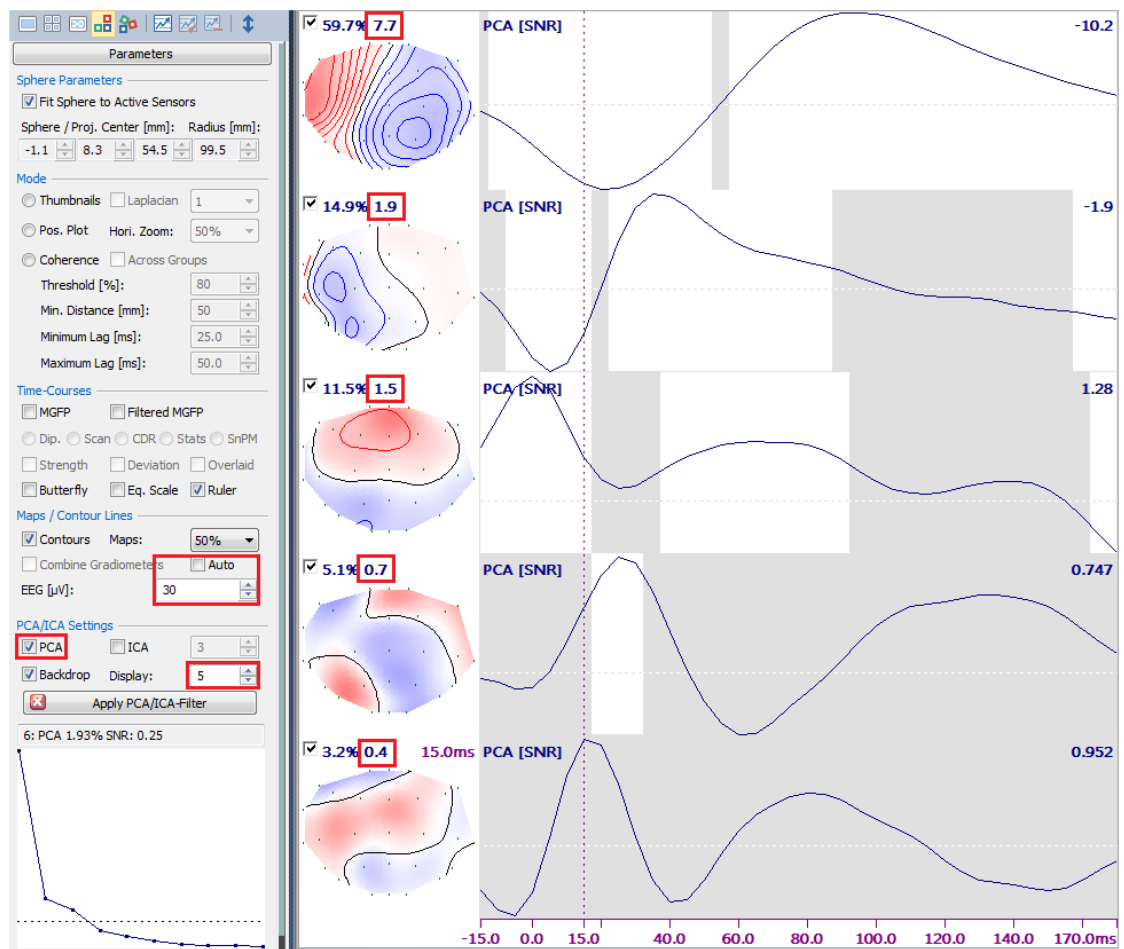 Parameters
Sphere Parameters
Fit Sphere to Active Sensors
Sphere / Proj. Center [mm]: Radius [mm]:
-1.1 8.3 54.5 99.5
Mode
Thumbnails Laplacian 1
Pos. Plot Hori. Zoom: 50%
Coherence Across Groups
Threshold [%]: 80
Min. Distance [mm]: 50
Minimum Lag [ms]: 25.0
Maximum Lag [ms]: 50.0
Time-Courses
MGFP Filtered MGFP
Dip. Scan CDR Stats SnPM
Strength Deviation Overlaid
Butterfly Eq. Scale Ruler
Maps / Contour Lines
Contours Maps: 50%
Combine Gradiometers Auto
EEG [µV]: 30
PCA/ICA Settings
PCA ICA 3
Backdrop Display: 5
Apply PCA/ICA-Filter
6: PCA 1.93% SNR: 0.25
59.7% 7.7 PCA [SNR] -10.2
14.9% 1.9 PCA [SNR] -1.9
11.5% 1.5 PCA [SNR] 1.28
5.1% 0.7 PCA [SNR] 0.747
3.2% 0.4 15.0ms PCA [SNR] 0.952
-15.0 0.0 15.0 40.0 60.0 80.0 100.0 120.0 140.0 170.0ms